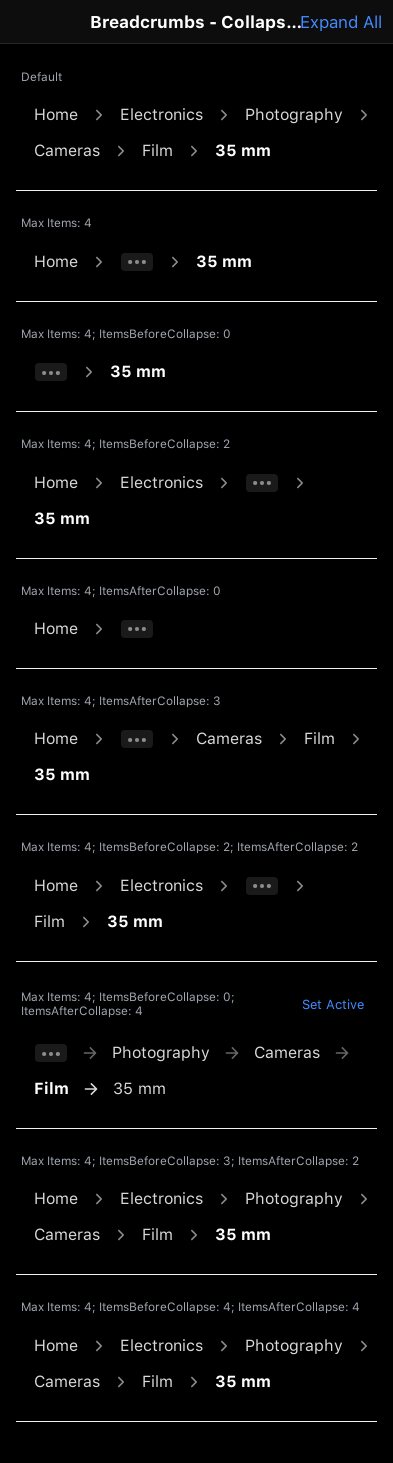 Breadcrumbs - Collaps... Expand All
Default
Home > Electronics > Photography >
Cameras > Film > 35 mm
Max Items: 4
Home > ••• > 35 mm
Max Items: 4; ItemsBeforeCollapse: 0
••• > 35 mm
Max Items: 4; ItemsBeforeCollapse: 2
Home > Electronics > ••• >
35 mm
Max Items: 4; ItemsAfterCollapse: 0
Home > •••
Max Items: 4; ItemsAfterCollapse: 3
Home > ••• > Cameras > Film >
35 mm
Max Items: 4; ItemsBeforeCollapse: 2; ItemsAfterCollapse: 2
Home > Electronics > ••• >
Film > 35 mm
Max Items: 4; ItemsBeforeCollapse: 0;
ItemsAfterCollapse: 4
Set Active
••• → Photography → Cameras →
Film → 35 mm
Max Items: 4; ItemsBeforeCollapse: 3; ItemsAfterCollapse: 2
Home > Electronics > Photography >
Cameras > Film > 35 mm
Max Items: 4; ItemsBeforeCollapse: 4; ItemsAfterCollapse: 4
Home > Electronics > Photography >
Cameras > Film > 35 mm